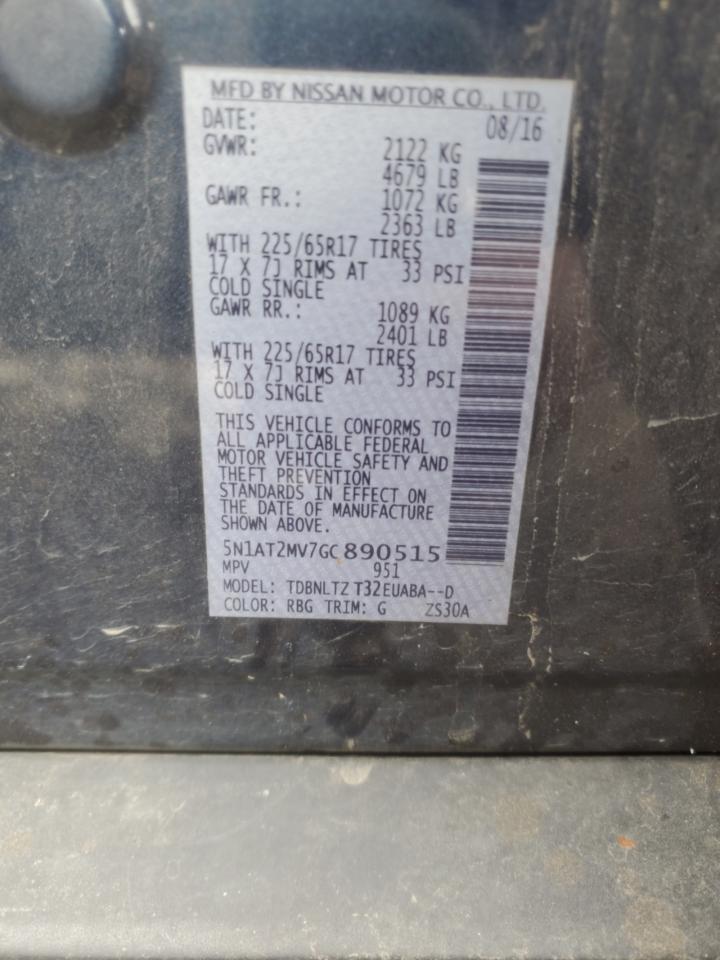 MFD BY NISSAN MOTOR CO., LTD.
DATE: 08/16
GVWR: 2122 KG
4679 LB
GAWR FR.: 1072 KG
2363 LB
WITH 225/65R17 TIRES
17 X 7J RIMS AT 33 PSI
COLD SINGLE
GAWR RR.: 1089 KG
2401 LB
WITH 225/65R17 TIRES
17 X 7J RIMS AT 33 PSI
COLD SINGLE
THIS VEHICLE CONFORMS TO
ALL APPLICABLE FEDERAL
MOTOR VEHICLE SAFETY AND
THEFT PREVENTION
STANDARDS IN EFFECT ON
THE DATE OF MANUFACTURE
SHOWN ABOVE.
5N1AT2MV7GC890515
MPV 951
MODEL: TDBNLTZ T32EUABA--D
COLOR: RBG TRIM: G ZS30A